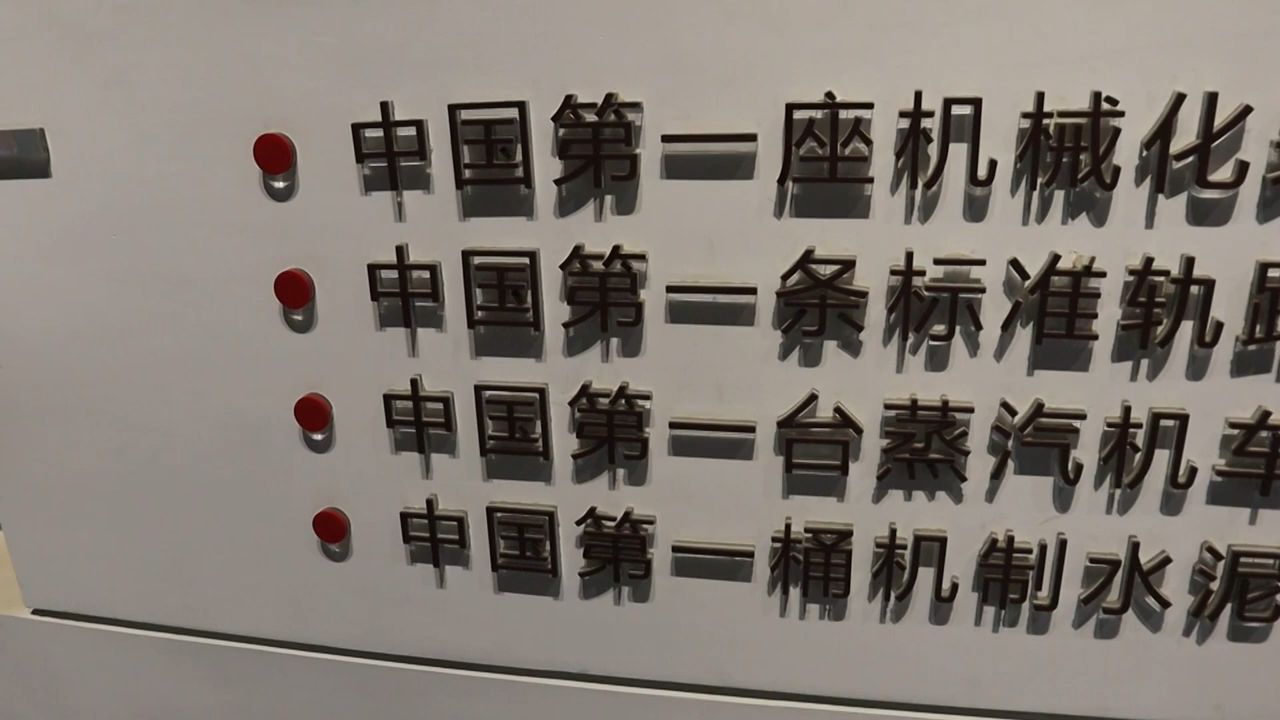 中国第一座机械化
中国第一条标准轨
中国第一台蒸汽机车
中国第一桶机制水泥